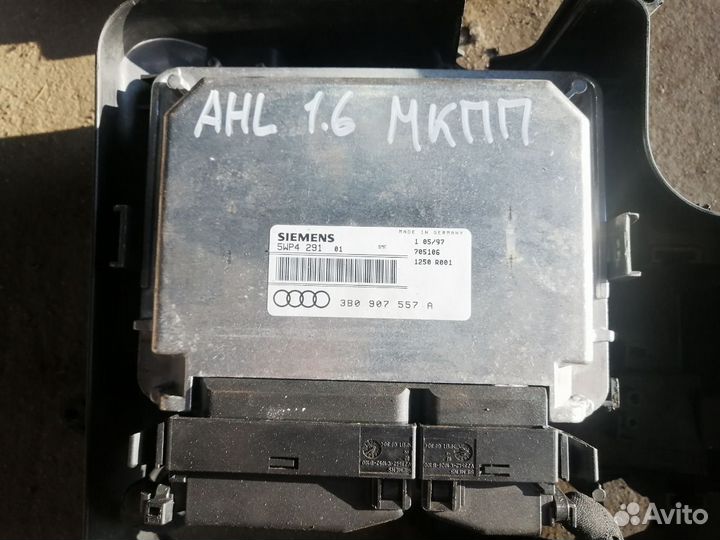 AHL 1.6 МКПП
MADE IN GERMANY
SIEMENS
1 05/97
5WP4 291 01
705106
1250 R001
3B0 907 557 A
SIEMENS
Avito